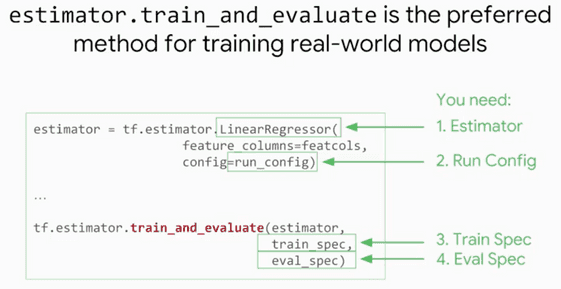 estimator.train_and_evaluate is the preferred
method for training real-world models
You need:
estimator = tf.estimator.LinearRegressor(
1. Estimator
feature_columns=featcols,
config=run_config)
2. Run Config
...
tf.estimator.train_and_evaluate(estimator,
train_spec,
3. Train Spec
eval_spec)
4. Eval Spec